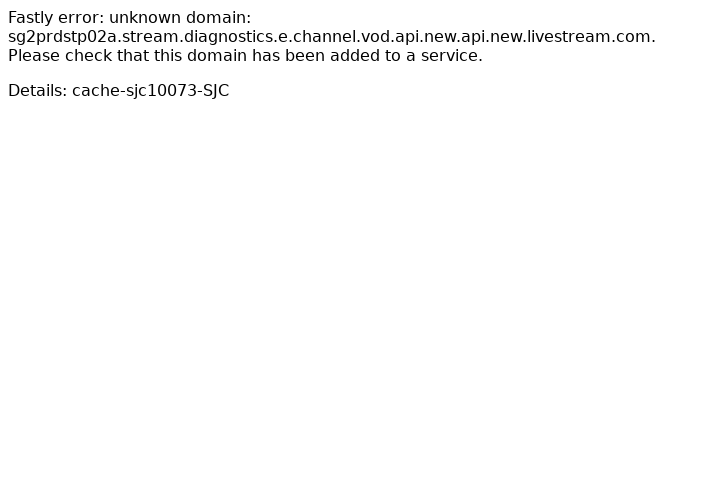 Fastly error: unknown domain:
sg2prdstp02a.stream.diagnostics.e.channel.vod.api.new.api.new.livestream.com.
Please check that this domain has been added to a service.
Details: cache-sjc10073-SJC